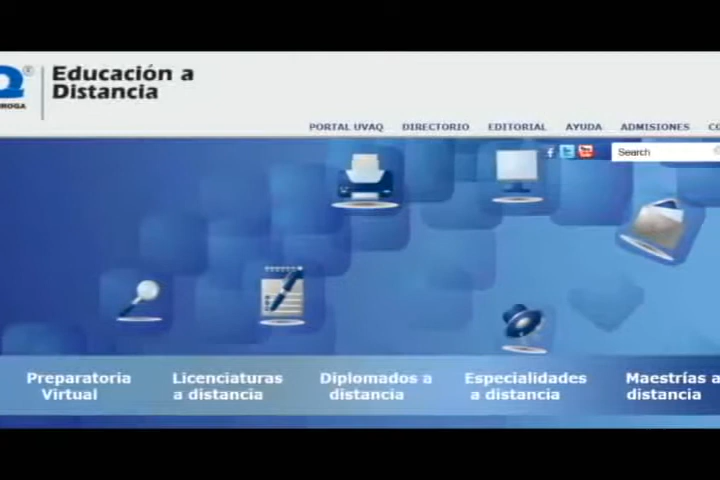 Educación a
Distancia
PORTAL UVAQ DIRECTORIO EDITORIAL AYUDA ADMISIONES
Search
Preparatoria
Virtual
Licenciaturas
a distancia
Diplomados a
distancia
Especialidades
a distancia
Maestrías a
distancia